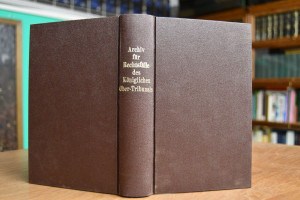 Archiv
für
Rechtsfälle
des
Königlichen
Ober-Tribunals